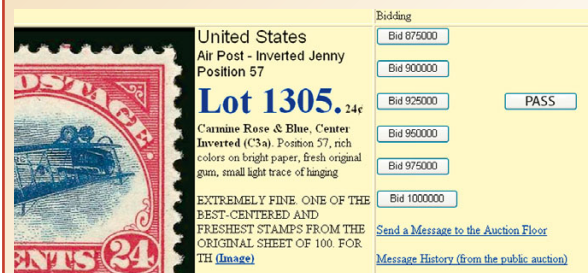 Bidding
United States
Air Post - Inverted Jenny
Position 57
Lot 1305. 24¢
Carmine Rose & Blue, Center
Inverted (C3a). Position 57, rich
colors on bright paper, fresh original
gum, small light trace of hinging
EXTREMELY FINE. ONE OF THE
BEST-CENTERED AND
FRESHEST STAMPS FROM THE
ORIGINAL SHEET OF 100. FOR
TH (Image)
Bid 875000
Bid 900000
Bid 925000
PASS
Bid 950000
Bid 975000
Bid 1000000
Send a Message to the Auction Floor
Message History (from the public auction)
OSTAGE
ENTS 24